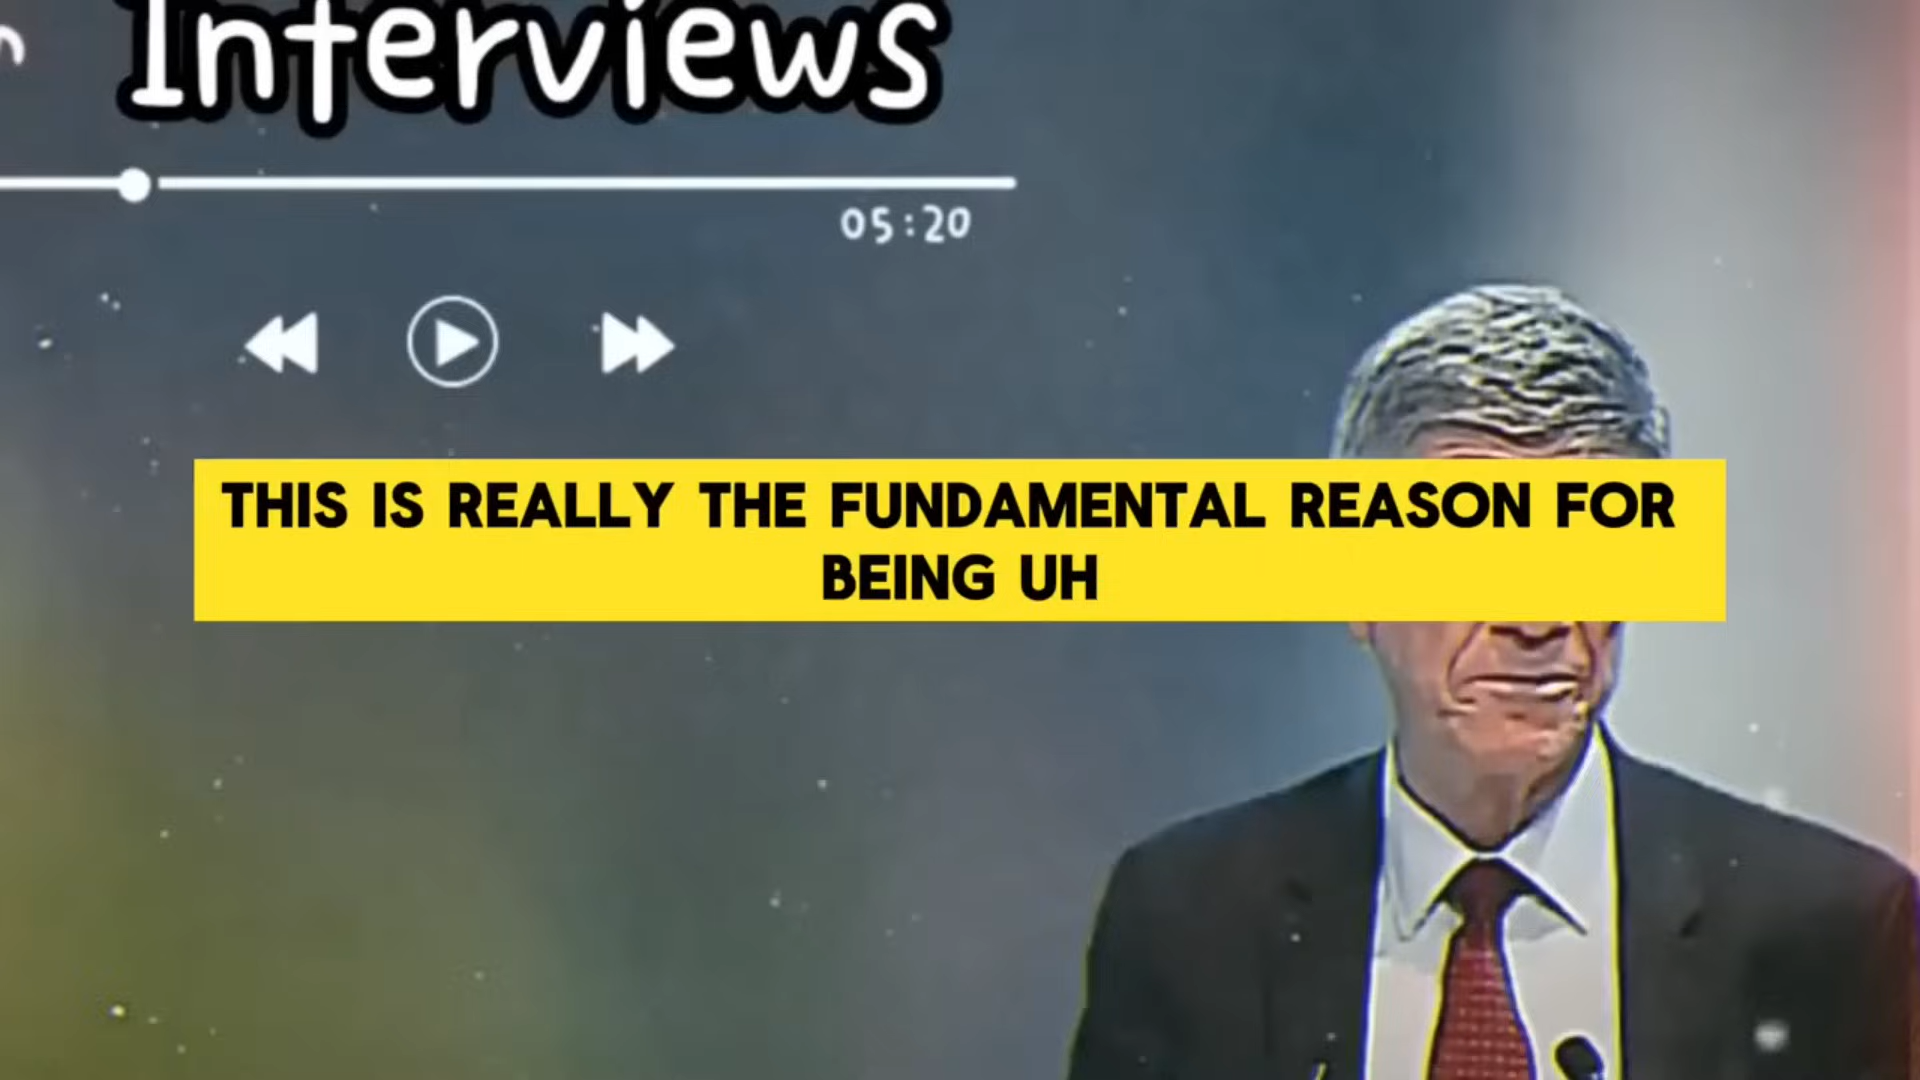 Interviews
05:20
THIS IS REALLY THE FUNDAMENTAL REASON FOR
BEING UH